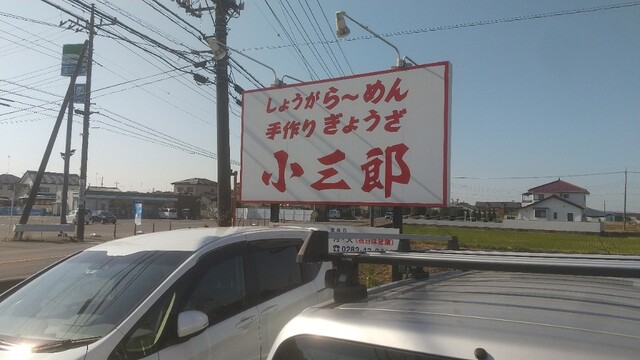 しょうがら～めん
手作りぎょうざ
小三郎